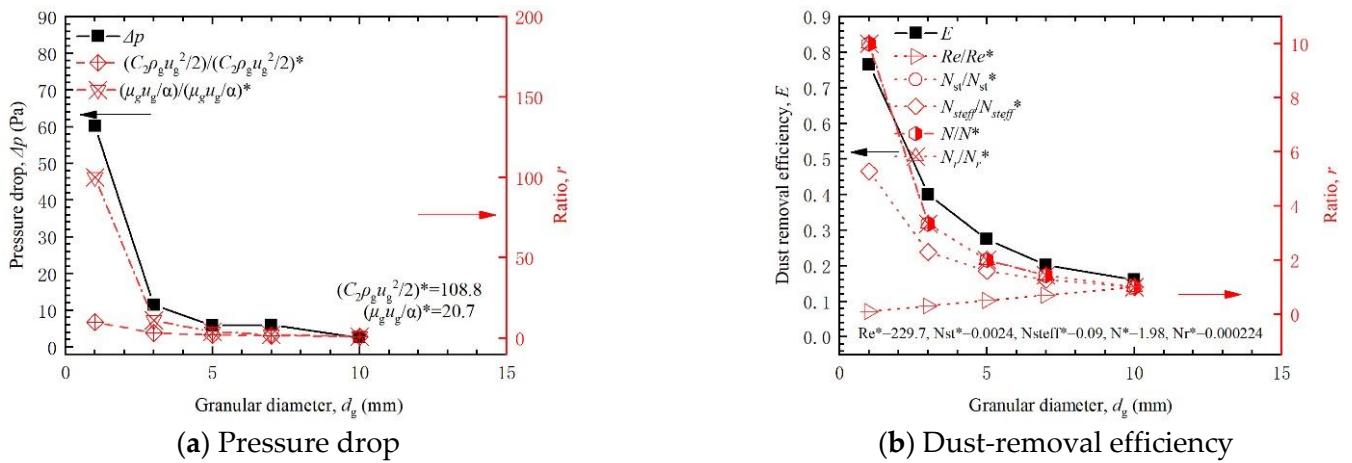 90
80
70
60
50
40
30
20
10
0
Pressure drop, Δp (Pa)
Δp
(C₂ρgug²/2)/(C₂ρgug²/2)*
(μgug/α)/(μgug/α)*
(C₂ρgug²/2)*=108.8
(μgug/α)*=20.7
200
150
100
50
0
Ratio, r
0 5 10 15
Granular diameter, dg (mm)
(a) Pressure drop
0.9
0.8
0.7
0.6
0.5
0.4
0.3
0.2
0.1
0.0
Dust removal efficiency, E
E
Re/Re*
Nst/Nst*
Nsteff/Nsteff*
N/N*
Nr/Nr*
Re*−229.7, Nst*−0.0024, Nsteff*−0.09, N*−1.98, Nr*−0.000224
10
8
6
4
2
0
Ratio, r
0 5 10 15
Granular diameter, dg (mm)
(b) Dust-removal efficiency